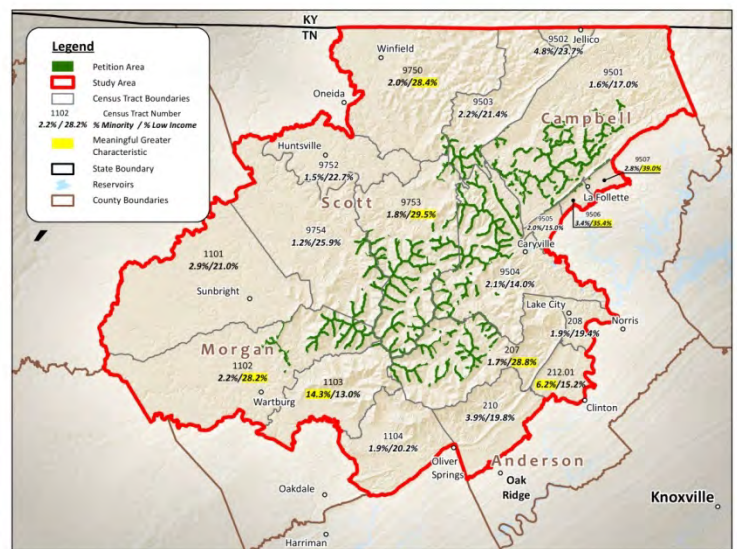 KY
TN
Legend
Petition Area
Study Area
Census Tract Boundaries
1102 Census Tract Number
2.2% / 28.2% % Minority / % Low Income
Meaningful Greater
Characteristic
State Boundary
Reservoirs
County Boundaries
Winfield
9750
2.0%/28.4%
Oneida
9502
Jellico
4.8%/23.7%
9501
1.6%/17.0%
9503
2.2%/21.4%
Campbell
Huntsville
9752
1.5%/22.7%
Scott
9753
1.8%/29.5%
9507
2.8%/39.0%
La Follette
9506
3.4%/35.4%
9505
2.0%/15.0%
Caryville
9754
1.2%/25.9%
1101
2.9%/21.0%
Sunbright
9504
2.1%/14.0%
Lake City
208
1.9%/19.4%
Norris
Morgan
1102
2.2%/28.2%
Wartburg
1103
14.3%/13.0%
207
1.7%/28.8%
212.01
6.2%/15.2%
Clinton
210
3.9%/19.8%
1104
1.9%/20.2%
Oliver
Springs
Anderson
Oak
Ridge
Oakdale
Harriman
Knoxville